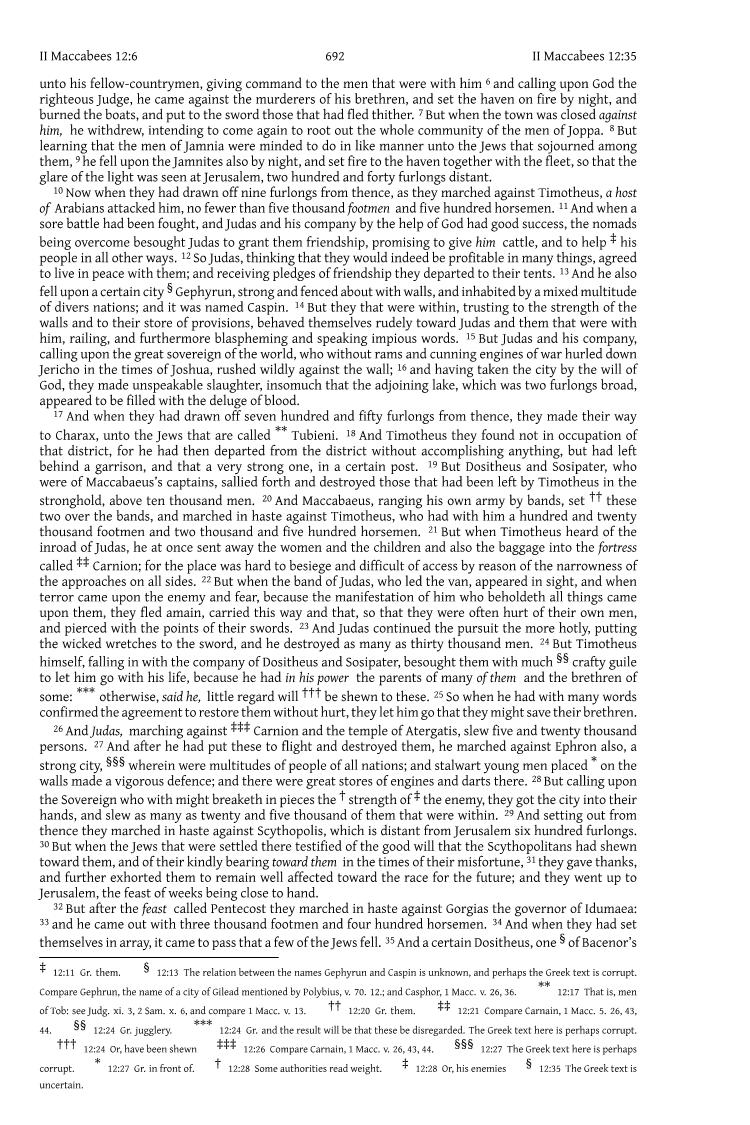 II Maccabees 12:6 692 II Maccabees 12:35
unto his fellow-countrymen, giving command to the men that were with him 6 and calling upon God the
righteous Judge, he came against the murderers of his brethren, and set the haven on fire by night, and
burned the boats, and put to the sword those that had fled thither. 7 But when the town was closed against
him, he withdrew, intending to come again to root out the whole community of the men of Joppa. 8 But
learning that the men of Jamnia were minded to do in like manner unto the Jews that sojourned among
them, 9 he fell upon the Jamnites also by night, and set fire to the haven together with the fleet, so that the
glare of the light was seen at Jerusalem, two hundred and forty furlongs distant.
10 Now when they had drawn off nine furlongs from thence, as they marched against Timotheus, a host
of Arabians attacked him, no fewer than five thousand footmen and five hundred horsemen. 11 And when a
sore battle had been fought, and Judas and his company by the help of God had good success, the nomads
being overcome besought Judas to grant them friendship, promising to give him cattle, and to help ‡ his
people in all other ways. 12 So Judas, thinking that they would indeed be profitable in many things, agreed
to live in peace with them; and receiving pledges of friendship they departed to their tents. 13 And he also
fell upon a certain city § Gephyrun, strong and fenced about with walls, and inhabited by a mixed multitude
of divers nations; and it was named Caspin. 14 But they that were within, trusting to the strength of the
walls and to their store of provisions, behaved themselves rudely toward Judas and them that were with
him, railing, and furthermore blaspheming and speaking impious words. 15 But Judas and his company,
calling upon the great sovereign of the world, who without rams and cunning engines of war hurled down
Jericho in the times of Joshua, rushed wildly against the wall; 16 and having taken the city by the will of
God, they made unspeakable slaughter, insomuch that the adjoining lake, which was two furlongs broad,
appeared to be filled with the deluge of blood.
17 And when they had drawn off seven hundred and fifty furlongs from thence, they made their way
to Charax, unto the Jews that are called ** Tubieni. 18 And Timotheus they found not in occupation of
that district, for he had then departed from the district without accomplishing anything, but had left
behind a garrison, and that a very strong one, in a certain post. 19 But Dositheus and Sosipater, who
were of Maccabaeus's captains, sallied forth and destroyed those that had been left by Timotheus in the
stronghold, above ten thousand men. 20 And Maccabaeus, ranging his own army by bands, set †† these
two over the bands, and marched in haste against Timotheus, who had with him a hundred and twenty
thousand footmen and two thousand and five hundred horsemen. 21 But when Timotheus heard of the
inroad of Judas, he at once sent away the women and the children and also the baggage into the fortress
called ‡‡ Carnion; for the place was hard to besiege and difficult of access by reason of the narrowness of
the approaches on all sides. 22 But when the band of Judas, who led the van, appeared in sight, and when
terror came upon the enemy and fear, because the manifestation of him who beholdeth all things came
upon them, they fled amain, carried this way and that, so that they were often hurt of their own men,
and pierced with the points of their swords. 23 And Judas continued the pursuit the more hotly, putting
the wicked wretches to the sword, and he destroyed as many as thirty thousand men. 24 But Timotheus
himself, falling in with the company of Dositheus and Sosipater, besought them with much §§ crafty guile
to let him go with his life, because he had in his power the parents of many of them and the brethren of
some: *** otherwise, said he, little regard will ††† be shewn to these. 25 So when he had with many words
confirmed the agreement to restore them without hurt, they let him go that they might save their brethren.
26 And Judas, marching against ‡‡‡ Carnion and the temple of Atergatis, slew five and twenty thousand
persons. 27 And after he had put these to flight and destroyed them, he marched against Ephron also, a
strong city, §§§ wherein were multitudes of people of all nations; and stalwart young men placed * on the
walls made a vigorous defence; and there were great stores of engines and darts there. 28 But calling upon
the Sovereign who with might breaketh in pieces the † strength of ‡ the enemy, they got the city into their
hands, and slew as many as twenty and five thousand of them that were within. 29 And setting out from
thence they marched in haste against Scythopolis, which is distant from Jerusalem six hundred furlongs.
30 But when the Jews that were settled there testified of the good will that the Scythopolitans had shewn
toward them, and of their kindly bearing toward them in the times of their misfortune, 31 they gave thanks,
and further exhorted them to remain well affected toward the race for the future; and they went up to
Jerusalem, the feast of weeks being close to hand.
32 But after the feast called Pentecost they marched in haste against Gorgias the governor of Idumaea:
33 and he came out with three thousand footmen and four hundred horsemen. 34 And when they had set
themselves in array, it came to pass that a few of the Jews fell. 35 And a certain Dositheus, one § of Bacenor's
‡ 12:11 Gr. them. § 12:13 The relation between the names Gephyrun and Caspin is unknown, and perhaps the Greek text is corrupt.
Compare Gephrun, the name of a city of Gilead mentioned by Polybius, v. 70. 12.; and Casphor, 1 Macc. v. 26, 36. ** 12:17 That is, men
of Tob: see Judg. xi. 3, 2 Sam. x. 6, and compare 1 Macc. v. 13. †† 12:20 Gr. them. ‡‡ 12:21 Compare Carnain, 1 Macc. 5. 26, 43,
44. §§ 12:24 Gr. jugglery. *** 12:24 Gr. and the result will be that these be disregarded. The Greek text here is perhaps corrupt.
††† 12:24 Or, have been shewn ‡‡‡ 12:26 Compare Carnain, 1 Macc. v. 26, 43, 44. §§§ 12:27 The Greek text here is perhaps
corrupt. * 12:27 Gr. in front of. † 12:28 Some authorities read weight. ‡ 12:28 Or, his enemies § 12:35 The Greek text is
uncertain.